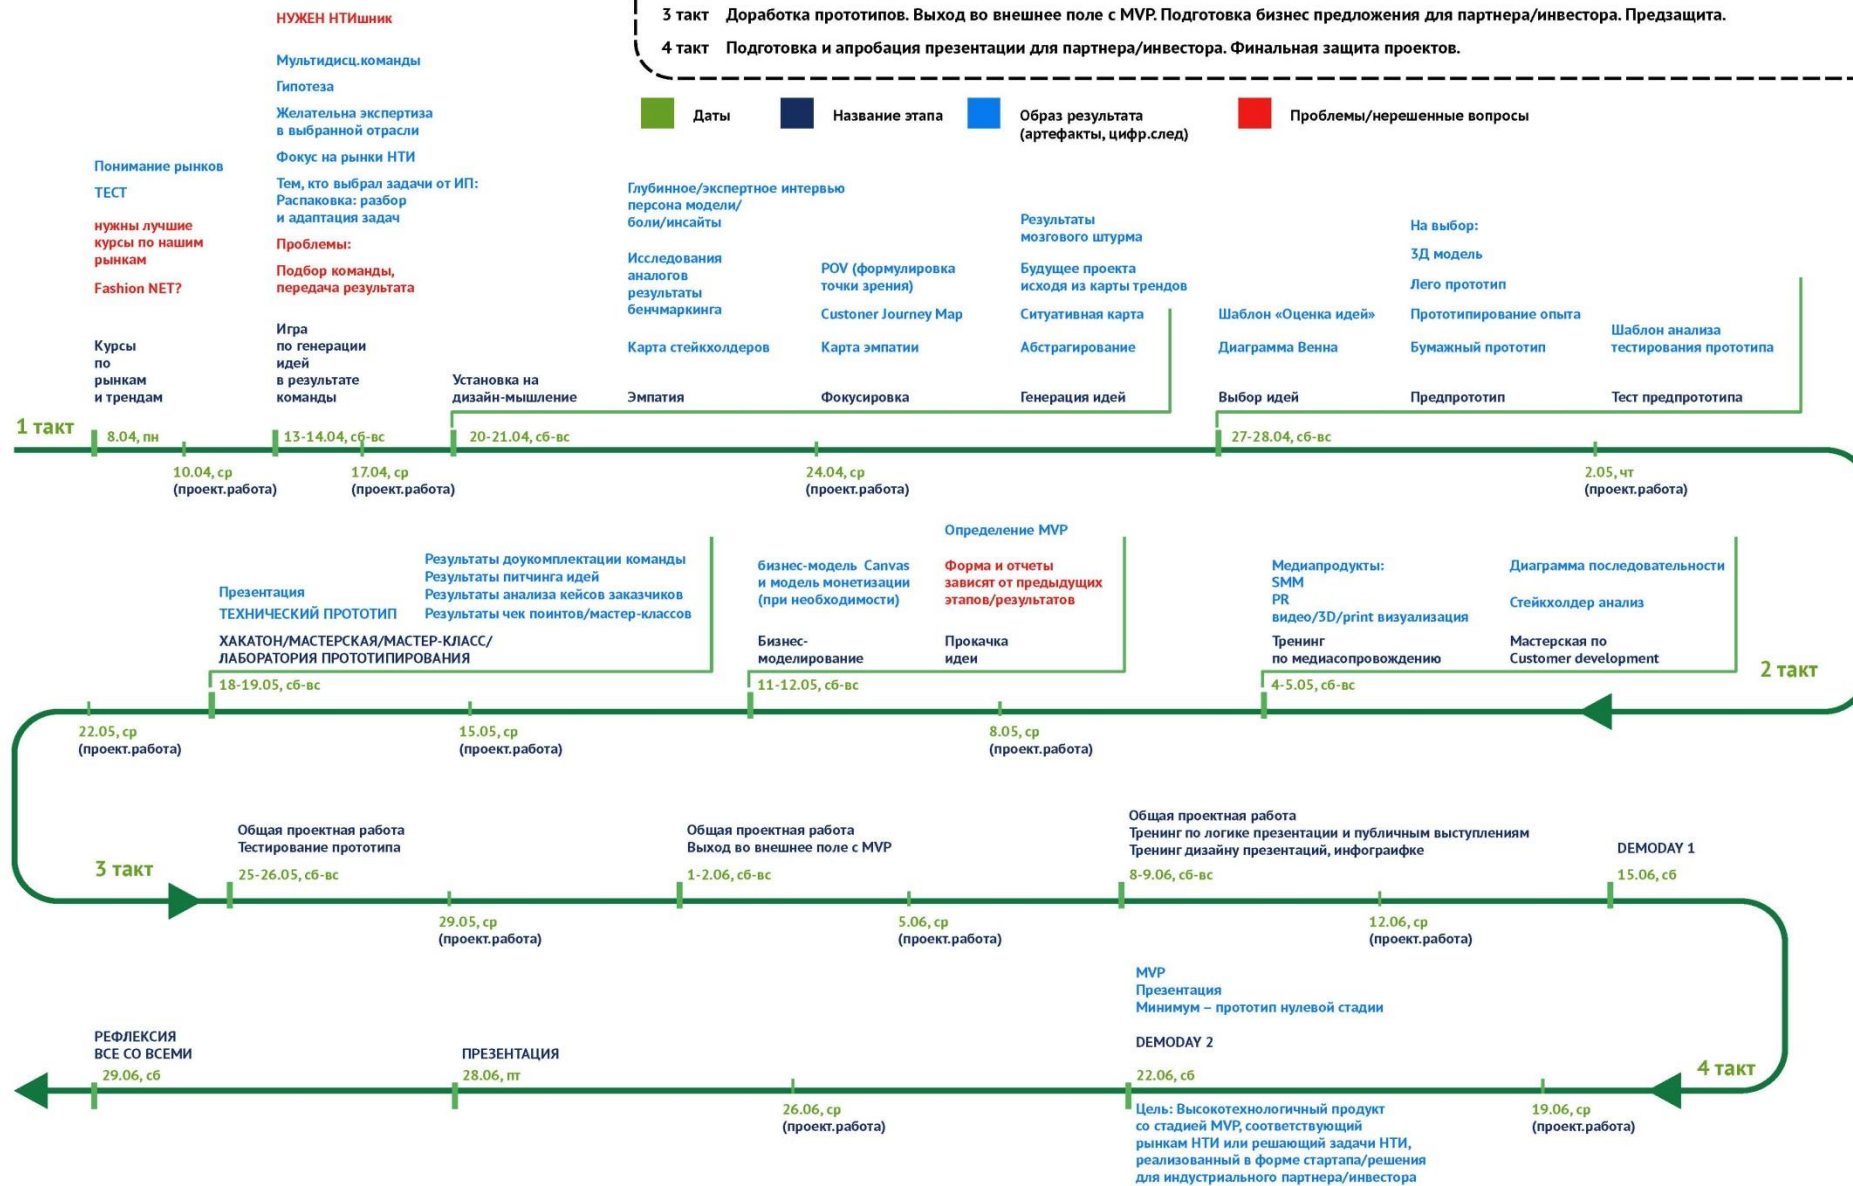 3 такт Доработка прототипов. Выход во внешнее поле с MVP. Подготовка бизнес предложения для партнера/инвестора. Предзащита.
4 такт Подготовка и апробация презентации для партнера/инвестора. Финальная защита проектов.
Даты
Название этапа
Образ результата
(артефакты, цифр.след)
Проблемы/нерешенные вопросы
1 такт
Понимание рынков
ТЕСТ
нужны лучшие
курсы по нашим
рынкам
Fashion NET?
Курсы
по
рынкам
и трендам
8.04, пн
10.04, ср
(проект.работа)
НУЖЕН НТИшник
Мультидисц.команды
Гипотеза
Желательна экспертиза
в выбранной отрасли
Фокус на рынки НТИ
Тем, кто выбрал задачи от ИП:
Распаковка: разбор
и адаптация задач
Проблемы:
Подбор команды,
передача результата
Игра
по генерации
идей
в результате
команды
13-14.04, сб-вс
17.04, ср
(проект.работа)
Установка на
дизайн-мышление
20-21.04, сб-вс
Глубинное/экспертное интервью
персона модели/
боли/инсайты
Исследования
аналогов
результаты
бенчмаркинга
Карта стейкхолдеров
Эмпатия
POV (формулировка
точки зрения)
Custoner Journey Map
Карта эмпатии
Фокусировка
24.04, ср
(проект.работа)
Результаты
мозгового штурма
Будущее проекта
исходя из карты трендов
Ситуативная карта
Абстрагирование
Генерация идей
Шаблон «Оценка идей»
Диаграмма Венна
Выбор идей
27-28.04, сб-вс
На выбор:
3Д модель
Лего прототип
Прототипирование опыта
Бумажный прототип
Предпрототип
Шаблон анализа
тестирования прототипа
Тест предпрототипа
2.05, чт
(проект.работа)
2 такт
Диаграмма последовательности
Стейкхолдер анализ
Мастерская по
Customer development
Медиапродукты:
SMM
PR
видео/3D/print визуализация
Тренинг
по медиасопровождению
4-5.05, сб-вс
Определение MVP
Форма и отчеты
зависят от предыдущих
этапов/результатов
Прокачка
идеи
8.05, ср
(проект.работа)
бизнес-модель Canvas
и модель монетизации
(при необходимости)
Бизнес-
моделирование
11-12.05, сб-вс
Результаты доукомплектации команды
Результаты питчинга идей
Результаты анализа кейсов заказчиков
Результаты чек поинтов/мастер-классов
15.05, ср
(проект.работа)
Презентация
ТЕХНИЧЕСКИЙ ПРОТОТИП
ХАКАТОН/МАСТЕРСКАЯ/МАСТЕР-КЛАСС/
ЛАБОРАТОРИЯ ПРОТОТИПИРОВАНИЯ
18-19.05, сб-вс
22.05, ср
(проект.работа)
3 такт
Общая проектная работа
Тестирование прототипа
25-26.05, сб-вс
29.05, ср
(проект.работа)
Общая проектная работа
Выход во внешнее поле с MVP
1-2.06, сб-вс
5.06, ср
(проект.работа)
Общая проектная работа
Тренинг по логике презентации и публичным выступлениям
Тренинг дизайну презентаций, инфограифке
8-9.06, сб-вс
12.06, ср
(проект.работа)
DEMODAY 1
15.06, сб
4 такт
19.06, ср
(проект.работа)
MVP
Презентация
Минимум – прототип нулевой стадии
DEMODAY 2
22.06, сб
Цель: Высокотехнологичный продукт
со стадией MVP, соответствующий
рынкам НТИ или решающий задачи НТИ,
реализованный в форме стартапа/решения
для индустриального партнера/инвестора
26.06, ср
(проект.работа)
ПРЕЗЕНТАЦИЯ
28.06, пт
РЕФЛЕКСИЯ
ВСЕ СО ВСЕМИ
29.06, сб